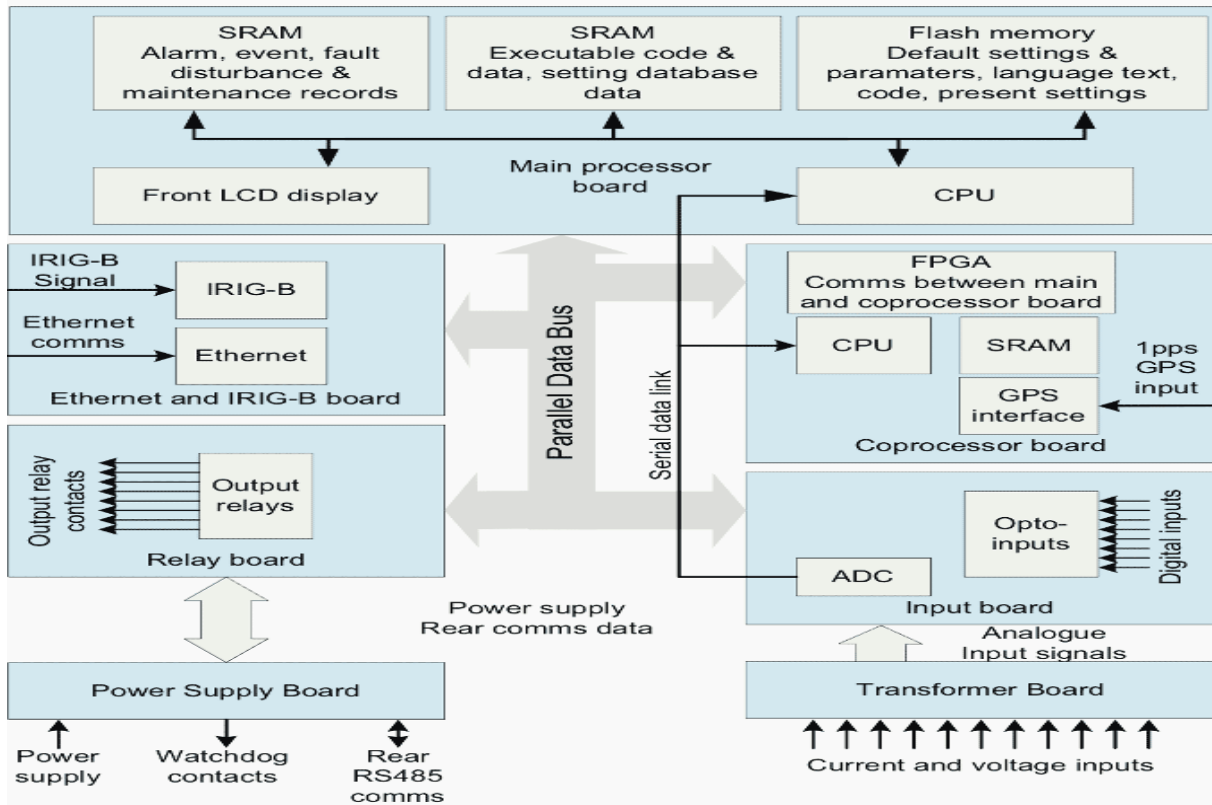 SRAM
Alarm, event, fault
disturbance &
maintenance records
SRAM
Executable code &
data, setting database
data
Flash memory
Default settings &
paramaters, language text,
code, present settings
Main processor
board
Front LCD display
CPU
IRIG-B
Signal
IRIG-B
Ethernet
comms
Ethernet
Ethernet and IRIG-B board
Parallel Data Bus
Serial data link
FPGA
Comms between main
and coprocessor board
CPU
SRAM
1pps
GPS
input
GPS
interface
Coprocessor board
Output relay
contacts
Output
relays
Relay board
Opto-
inputs
Digital inputs
ADC
Input board
Power supply
Rear comms data
Analogue
Input signals
Power Supply Board
Transformer Board
Power
supply
Watchdog
contacts
Rear
RS485
comms
Current and voltage inputs